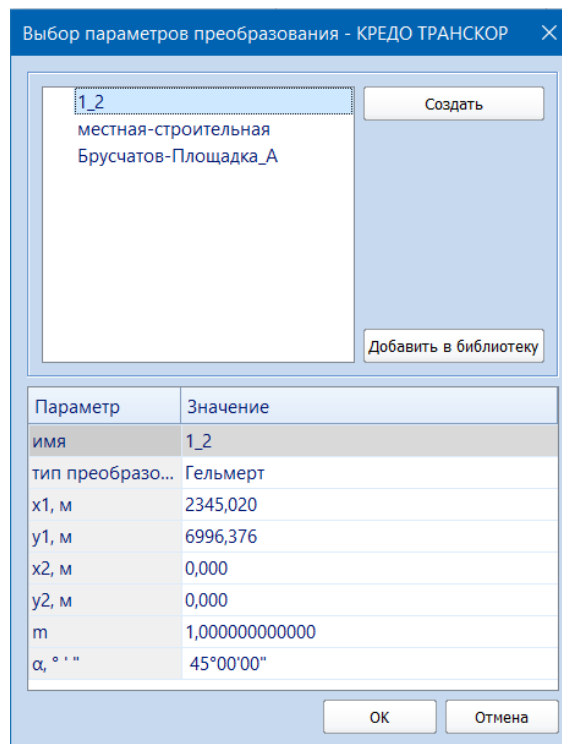 Выбор параметров преобразования - КРЕДО ТРАНСКОР
1_2
Создать
местная-строительная
Брусчатов-Площадка_А
Добавить в библиотеку
Параметр Значение
имя 1_2
тип преобразо... Гельмерт
x1, м 2345,020
y1, м 6996,376
x2, м 0,000
y2, м 0,000
m 1,000000000000
α, ° ' " 45°00'00"
ОК Отмена